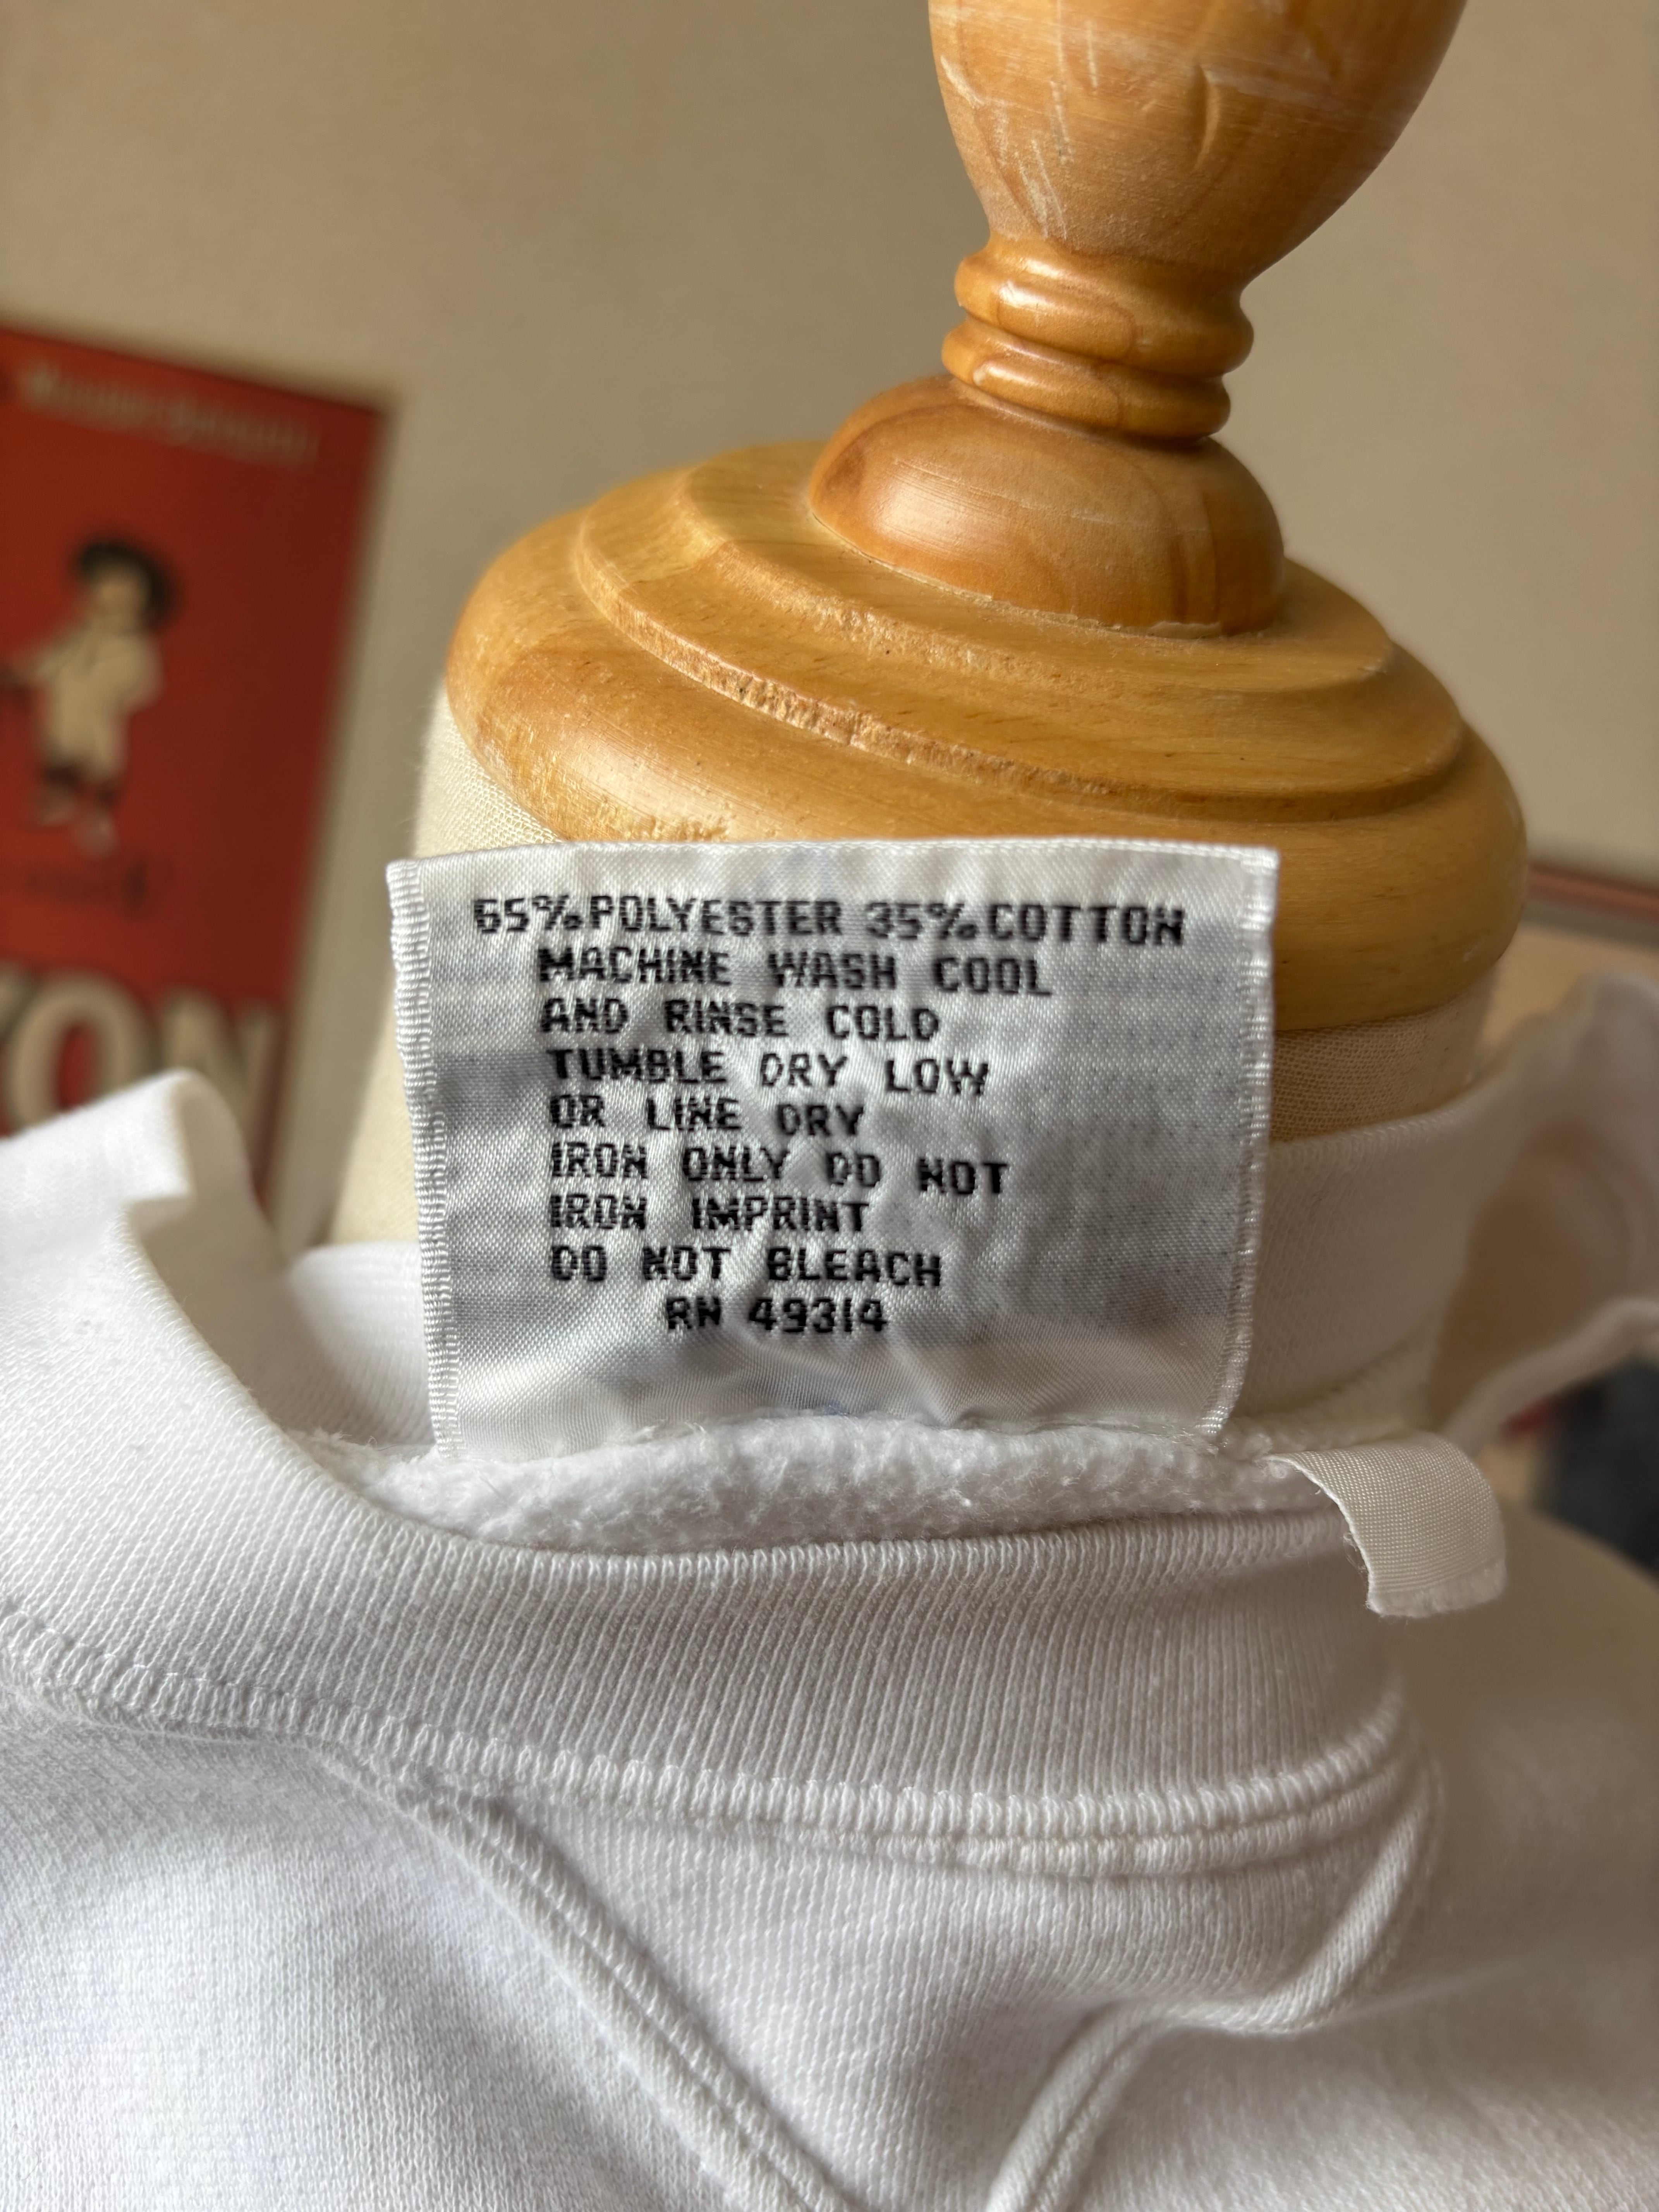 65% POLYESTER 35% COTTON
MACHINE WASH COOL
AND RINSE COLD
TUMBLE DRY LOW
OR LINE DRY
IRON ONLY DO NOT
IRON IMPRINT
DO NOT BLEACH
RN 49314
YON